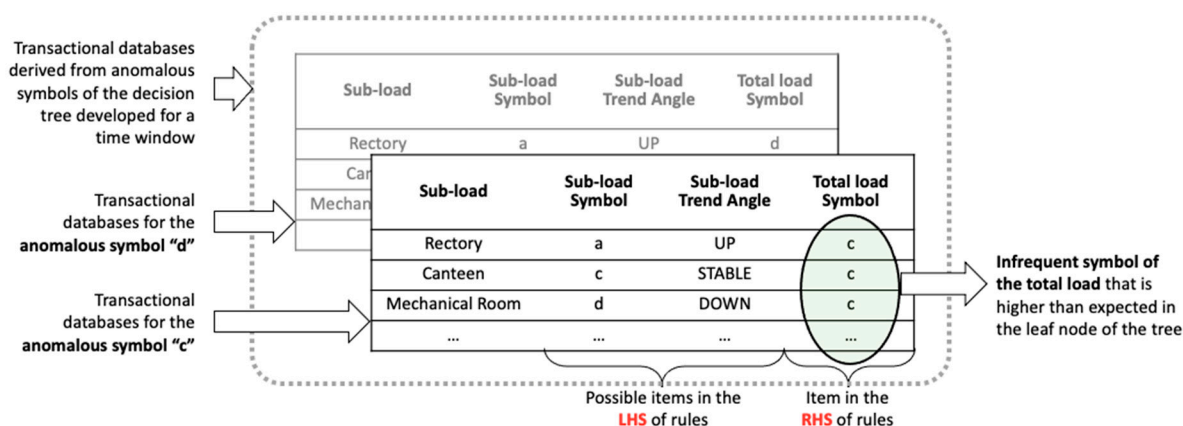 Transactional databases
derived from anomalous
symbols of the decision
tree developed for a
time window
Transactional
databases for the
anomalous symbol “d”
Transactional
databases for the
anomalous symbol “c”
Sub-load Sub-load Symbol Sub-load Trend Angle Total load Symbol
Rectory a UP d
Can
Mechan
Sub-load Sub-load Symbol Sub-load Trend Angle Total load Symbol
Rectory a UP c
Canteen c STABLE c
Mechanical Room d DOWN c
... ... ... ...
Possible items in the
LHS of rules
Item in the
RHS of rules
Infrequent symbol of
the total load that is
higher than expected in
the leaf node of the tree